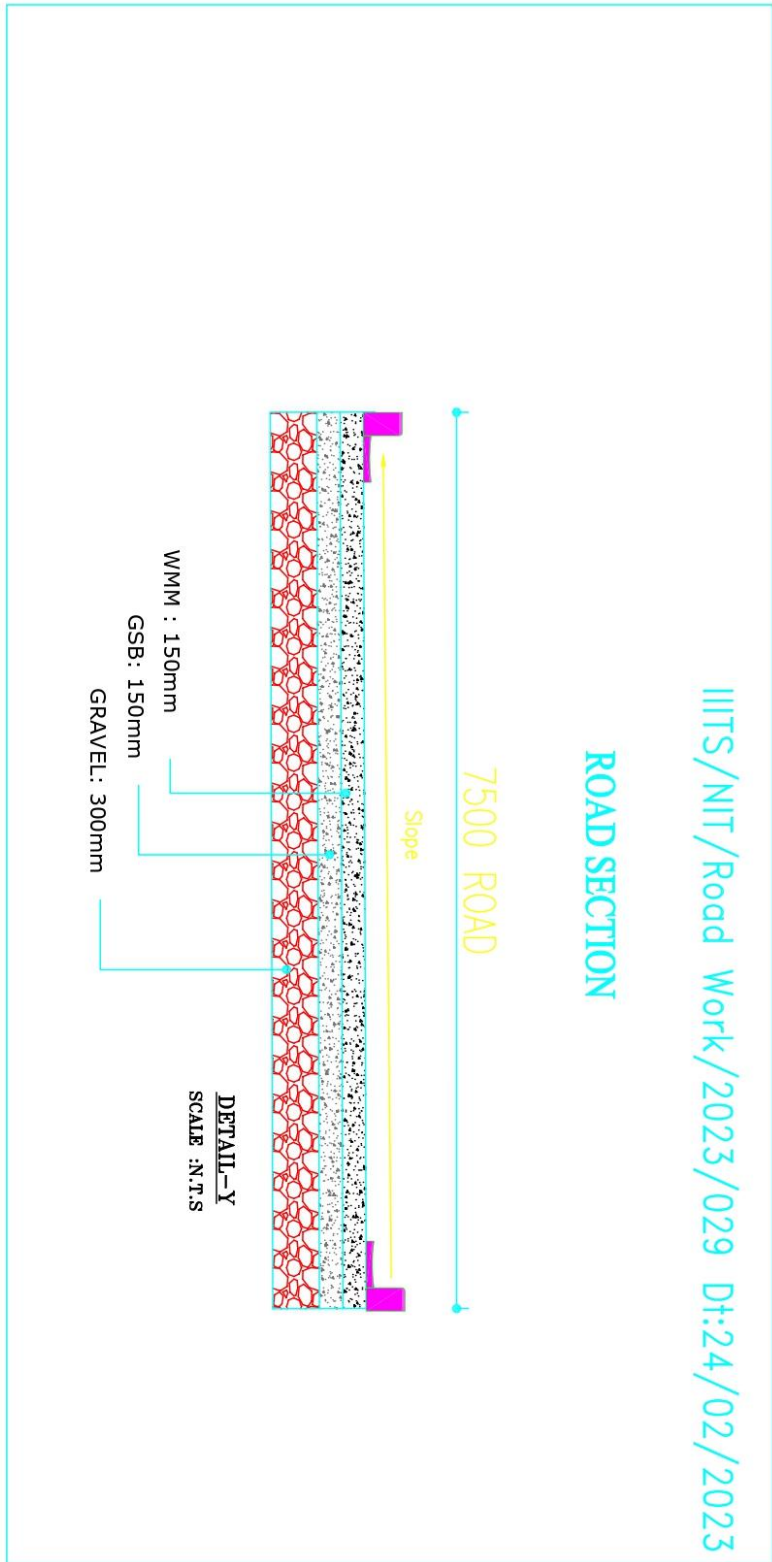 IIITS/NIT/Road Work/2023/029 Dt:24/02/2023
ROAD SECTION
7500 ROAD
Slope
WMM : 150mm
GSB: 150mm
GRAVEL: 300mm
DETAIL-Y
SCALE :N.T.S